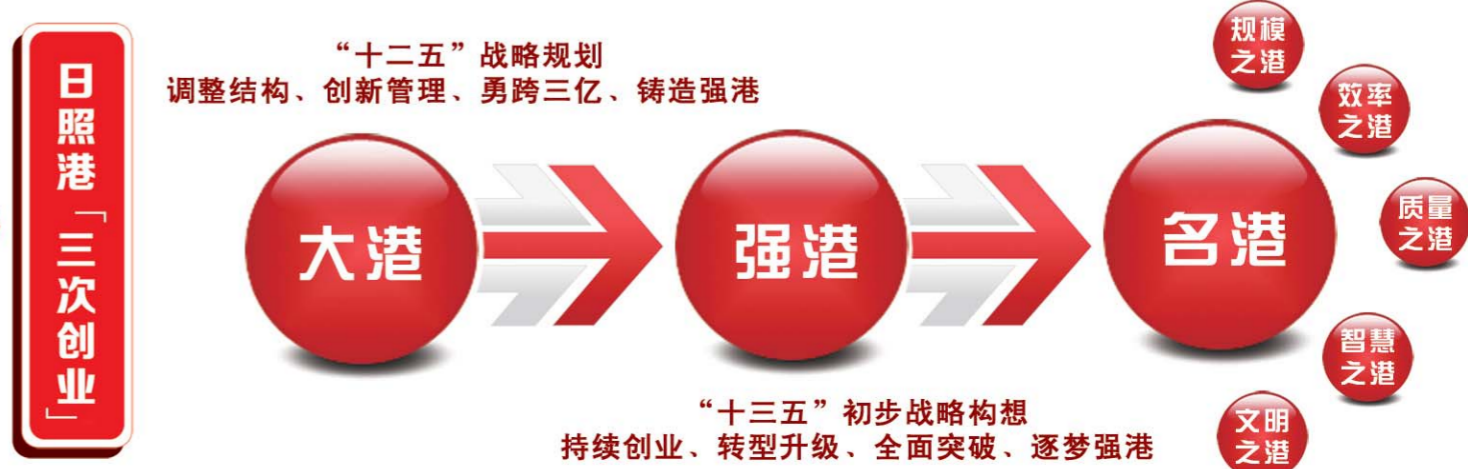 日照港「三次创业」
“十二五”战略规划
调整结构、创新管理、勇跨三亿、铸造强港
大港
强港
名港
规模
之港
效率
之港
质量
之港
智慧
之港
文明
之港
“十三五”初步战略构想
持续创业、转型升级、全面突破、逐梦强港